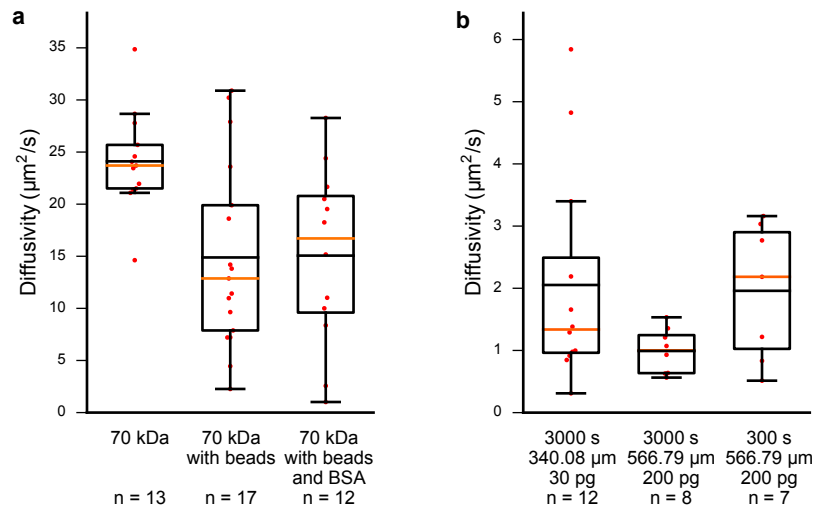 a
Diffusivity (µm²/s)
35
30
25
20
15
10
5
0
70 kDa
n = 13
70 kDa
with beads
n = 17
70 kDa
with beads
and BSA
n = 12
b
Diffusivity (µm²/s)
6
5
4
3
2
1
0
3000 s
340.08 µm
30 pg
n = 12
3000 s
566.79 µm
200 pg
n = 8
300 s
566.79 µm
200 pg
n = 7